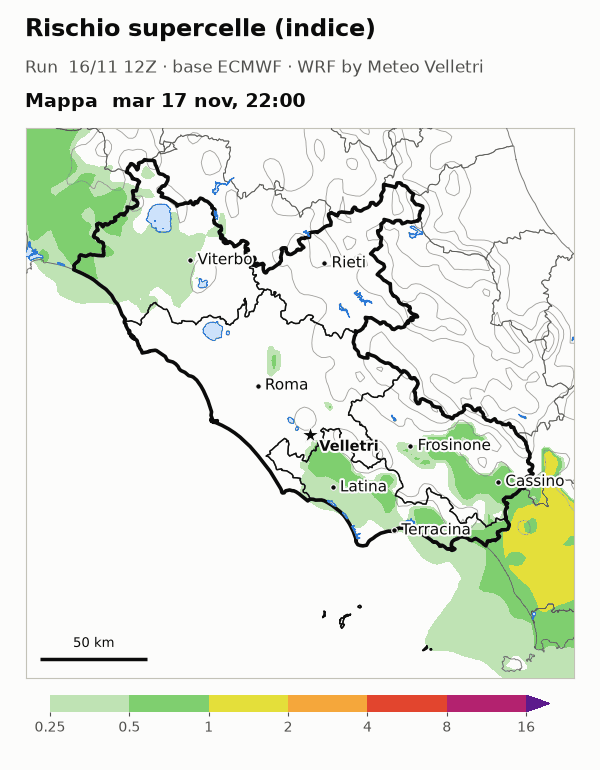 Rischio supercelle (indice)
Run  16/11 12Z · base ECMWF · WRF by Meteo Velletri
Mappa  mar 17 nov, 22:00
Viterbo
Rieti
Roma
Velletri
Frosinone
Latina
Cassino
Terracina
50 km
0.25 0.5 1 2 4 8 16